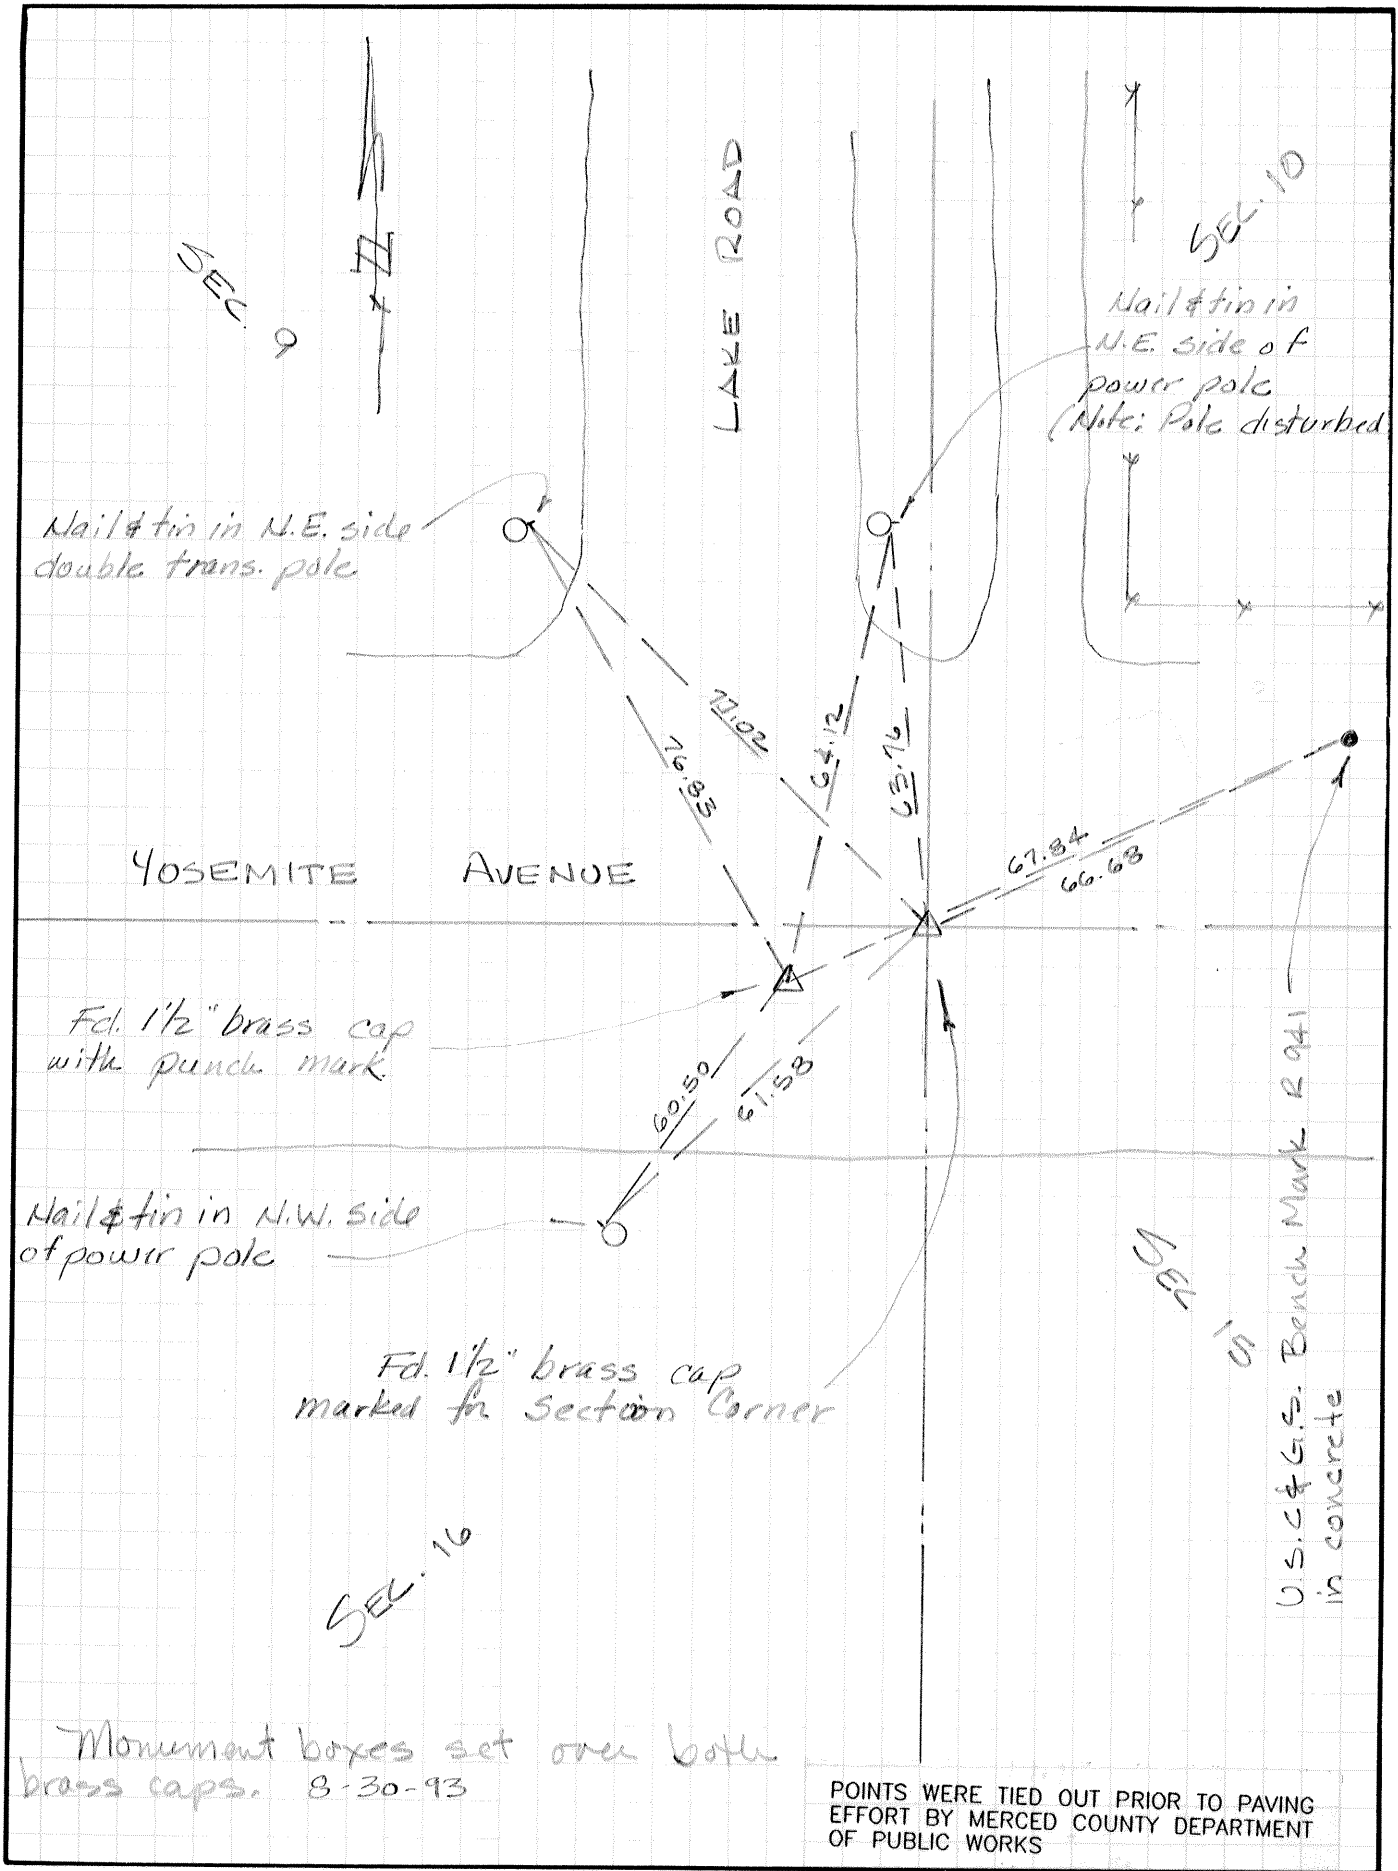 SEC. 9
N
LAKE ROAD
SEC. 10
Nail & tin in
N.E. side of
power pole
(Note: Pole disturbed
Nail & tin in N.E. side
double trans. pole
77.02
76.83
64.12
63.76
67.84
66.68
YOSEMITE AVENUE
Fd. 1½" brass cap
with punch mark.
60.50
61.58
Nail & tin in N.W. side
of power pole
Fd. 1½" brass cap
marked for Section Corner
SEC 15
U.S.C & G.S. Bench Mark R 941
in concrete
SEC. 16
Monument boxes set over both
brass caps. 8-30-93
POINTS WERE TIED OUT PRIOR TO PAVING
EFFORT BY MERCED COUNTY DEPARTMENT
OF PUBLIC WORKS